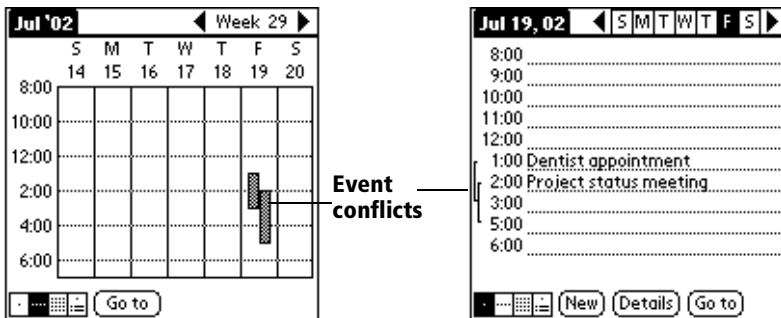 Jul '02 Week 29
S M T W T F S
14 15 16 17 18 19 20
8:00
10:00
12:00
2:00
4:00
6:00
Go to
Event
conflicts
Jul 19, 02 S M T W T F S
8:00
9:00
10:00
11:00
12:00
1:00 Dentist appointment
2:00 Project status meeting
3:00
5:00
6:00
New Details Go to